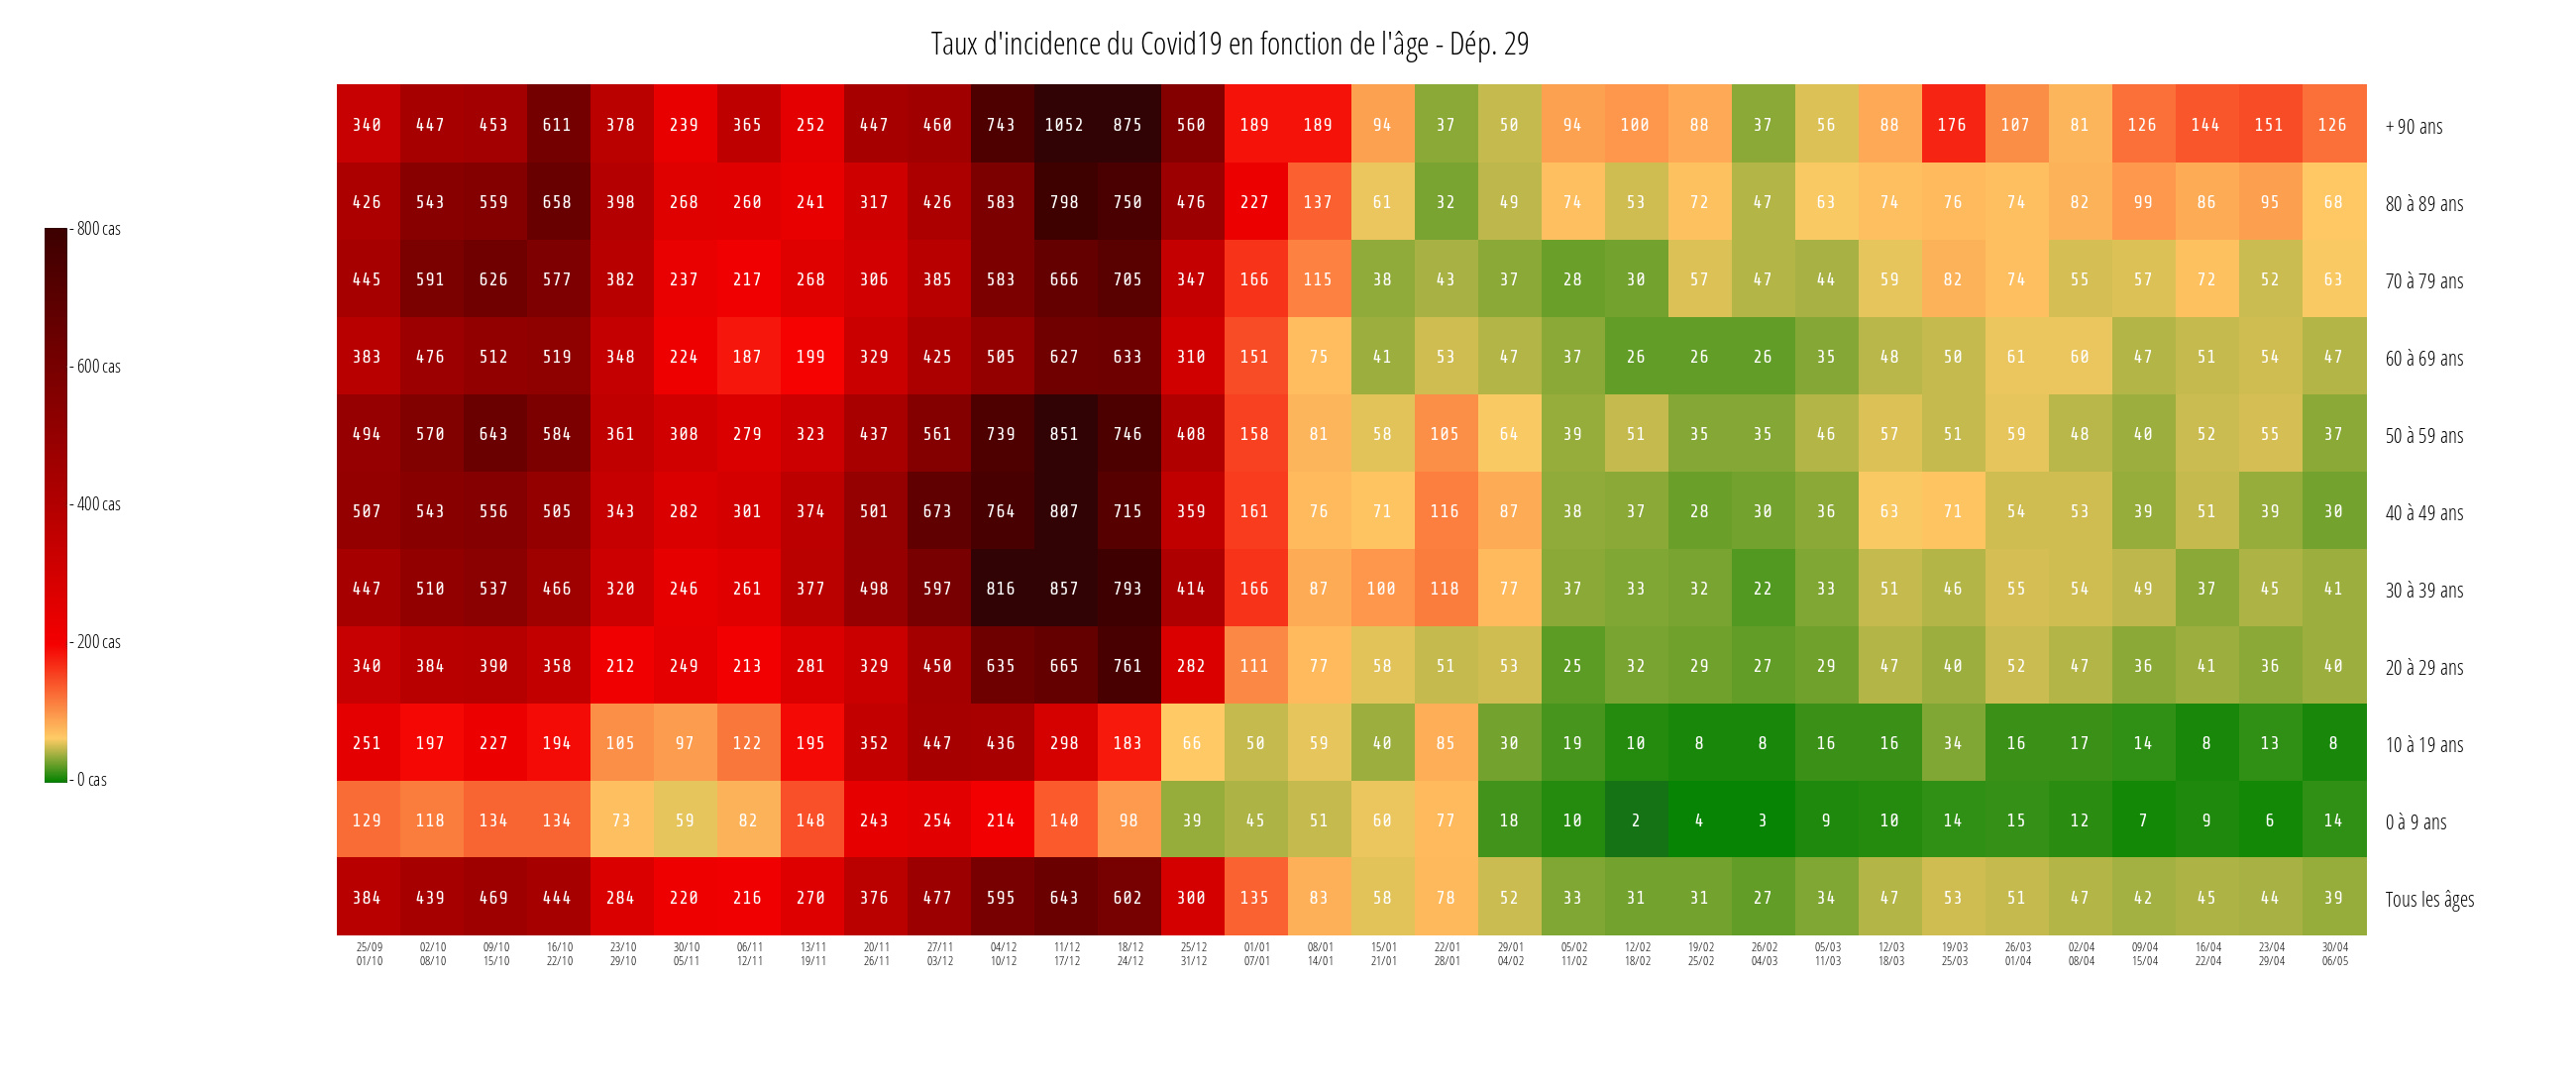 Taux d'incidence du Covid19 en fonction de l'âge - Dép. 29
340 447 453 611 378 239 365 252 447 460 743 1052 875 560 189 189 94 37 50 94 100 88 37 56 88 176 107 81 126 144 151 126 + 90 ans
426 543 559 658 398 268 260 241 317 426 583 798 750 476 227 137 61 32 49 74 53 72 47 63 74 76 74 82 99 86 95 68 80 à 89 ans
- 800 cas
445 591 626 577 382 237 217 268 306 385 583 666 705 347 166 115 38 43 37 28 30 57 47 44 59 82 74 55 57 72 52 63 70 à 79 ans
383 476 512 519 348 224 187 199 329 425 505 627 633 310 151 75 41 53 47 37 26 26 26 35 48 50 61 60 47 51 54 47 60 à 69 ans
- 600 cas
494 570 643 584 361 308 279 323 437 561 739 851 746 408 158 81 58 105 64 39 51 35 35 46 57 51 59 48 40 52 55 37 50 à 59 ans
- 400 cas
507 543 556 505 343 282 301 374 501 673 764 807 715 359 161 76 71 116 87 38 37 28 30 36 63 71 54 53 39 51 39 30 40 à 49 ans
447 510 537 466 320 246 261 377 498 597 816 857 793 414 166 87 100 118 77 37 33 32 22 33 51 46 55 54 49 37 45 41 30 à 39 ans
- 200 cas
340 384 390 358 212 249 213 281 329 450 635 665 761 282 111 77 58 51 53 25 32 29 27 29 47 40 52 47 36 41 36 40 20 à 29 ans
251 197 227 194 105 97 122 195 352 447 436 298 183 66 50 59 40 85 30 19 10 8 8 16 16 34 16 17 14 8 13 8 10 à 19 ans
- 0 cas
129 118 134 134 73 59 82 148 243 254 214 140 98 39 45 51 60 77 18 10 2 4 3 9 10 14 15 12 7 9 6 14 0 à 9 ans
384 439 469 444 284 220 216 270 376 477 595 643 602 300 135 83 58 78 52 33 31 31 27 34 47 53 51 47 42 45 44 39 Tous les âges
25/09 02/10 09/10 16/10 23/10 30/10 06/11 13/11 20/11 27/11 04/12 11/12 18/12 25/12 01/01 08/01 15/01 22/01 29/01 05/02 12/02 19/02 26/02 05/03 12/03 19/03 26/03 02/04 09/04 16/04 23/04 30/04
01/10 08/10 15/10 22/10 29/10 05/11 12/11 19/11 26/11 03/12 10/12 17/12 24/12 31/12 07/01 14/01 21/01 28/01 04/02 11/02 18/02 25/02 04/03 11/03 18/03 25/03 01/04 08/04 15/04 22/04 29/04 06/05